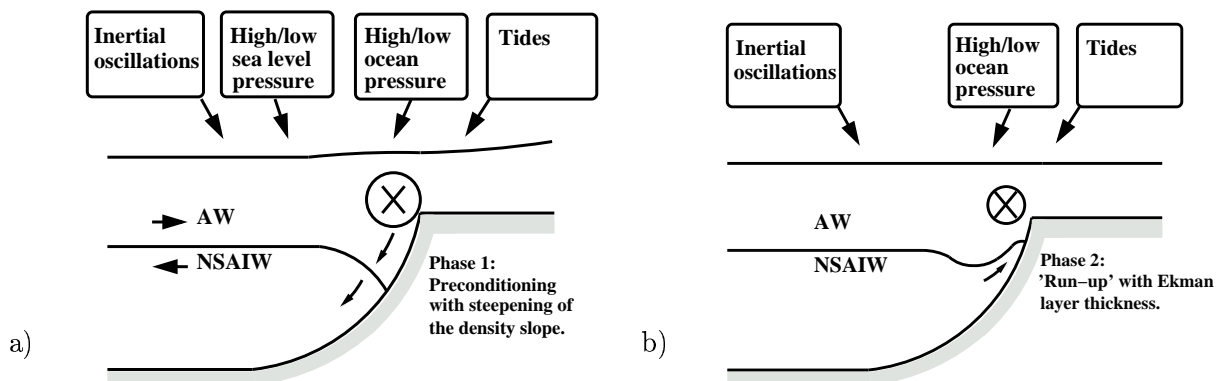 Inertial
oscillations
High/low
sea level
pressure
High/low
ocean
pressure
Tides
AW
NSAIW
Phase 1:
Preconditioning
with steepening of
the density slope.
a)
Inertial
oscillations
High/low
ocean
pressure
Tides
AW
NSAIW
Phase 2:
’Run−up’ with Ekman
layer thickness.
b)